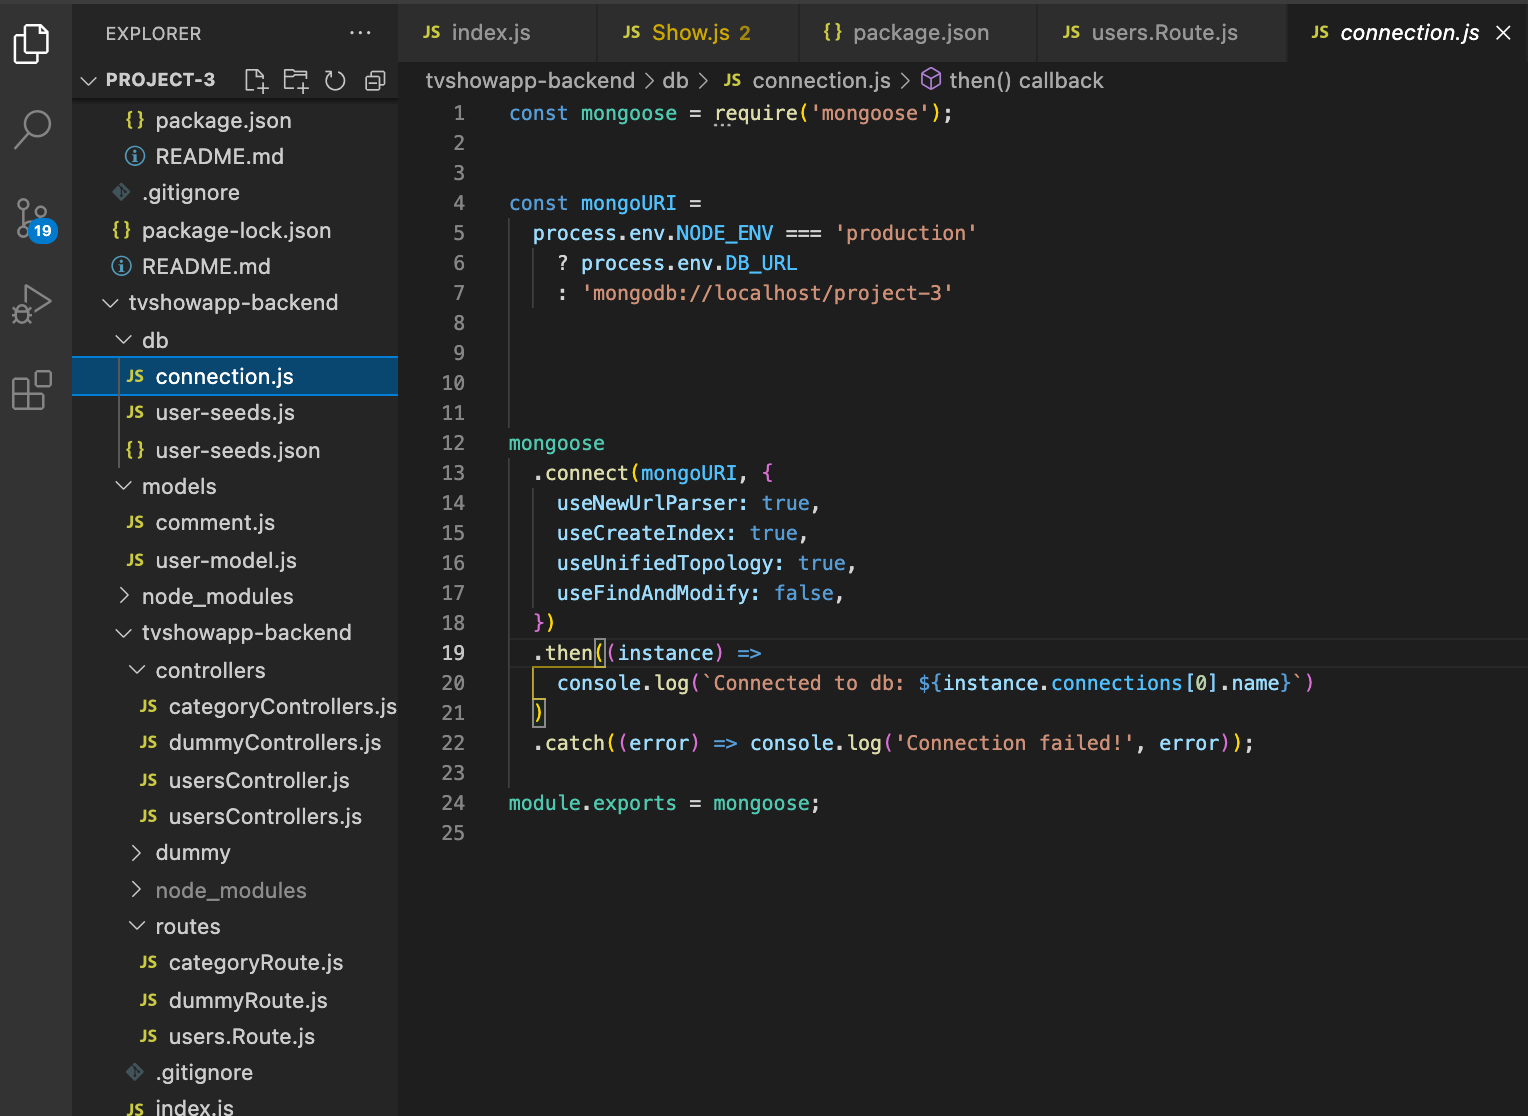 EXPLORER
PROJECT-3
{} package.json
README.md
.gitignore
{} package-lock.json
README.md
tvshowapp-backend
db
JS connection.js
JS user-seeds.js
{} user-seeds.json
models
JS comment.js
JS user-model.js
node_modules
tvshowapp-backend
controllers
JS categoryControllers.js
JS dummyControllers.js
JS usersController.js
JS usersControllers.js
dummy
node_modules
routes
JS categoryRoute.js
JS dummyRoute.js
JS users.Route.js
.gitignore
JS index.js
19
JS index.js
JS Show.js 2
{} package.json
JS users.Route.js
JS connection.js
tvshowapp-backend > db > JS connection.js > then() callback
1 const mongoose = require('mongoose');
2
3
4 const mongoURI =
5 process.env.NODE_ENV === 'production'
6 ? process.env.DB_URL
7 : 'mongodb://localhost/project-3'
8
9
10
11
12 mongoose
13 .connect(mongoURI, {
14 useNewUrlParser: true,
15 useCreateIndex: true,
16 useUnifiedTopology: true,
17 useFindAndModify: false,
18 })
19 .then((instance) =>
20 console.log(`Connected to db: ${instance.connections[0].name}`)
21 )
22 .catch((error) => console.log('Connection failed!', error));
23
24 module.exports = mongoose;
25